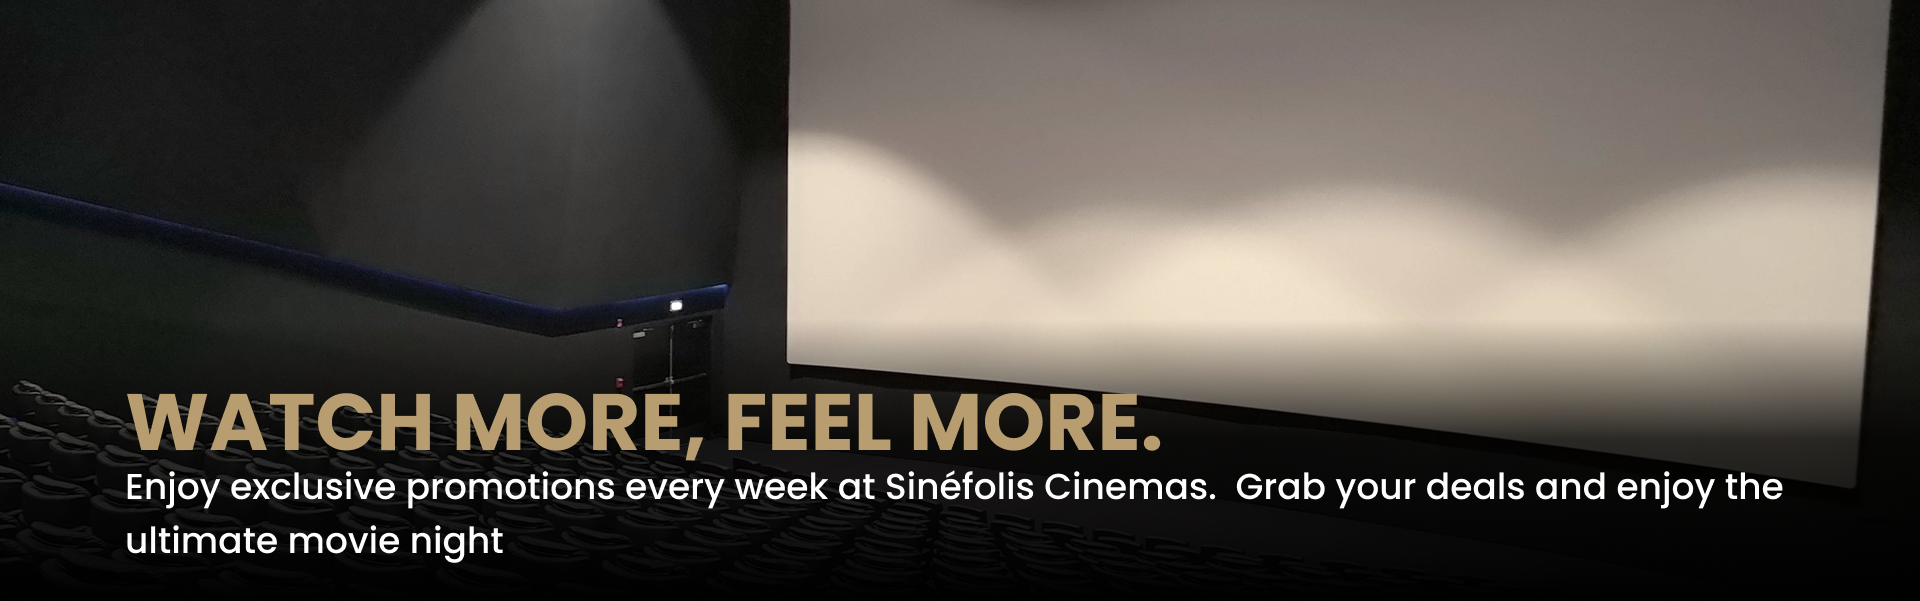 WATCH MORE, FEEL MORE.
Enjoy exclusive promotions every week at Sinéfolis Cinemas.  Grab your deals and enjoy the
ultimate movie night